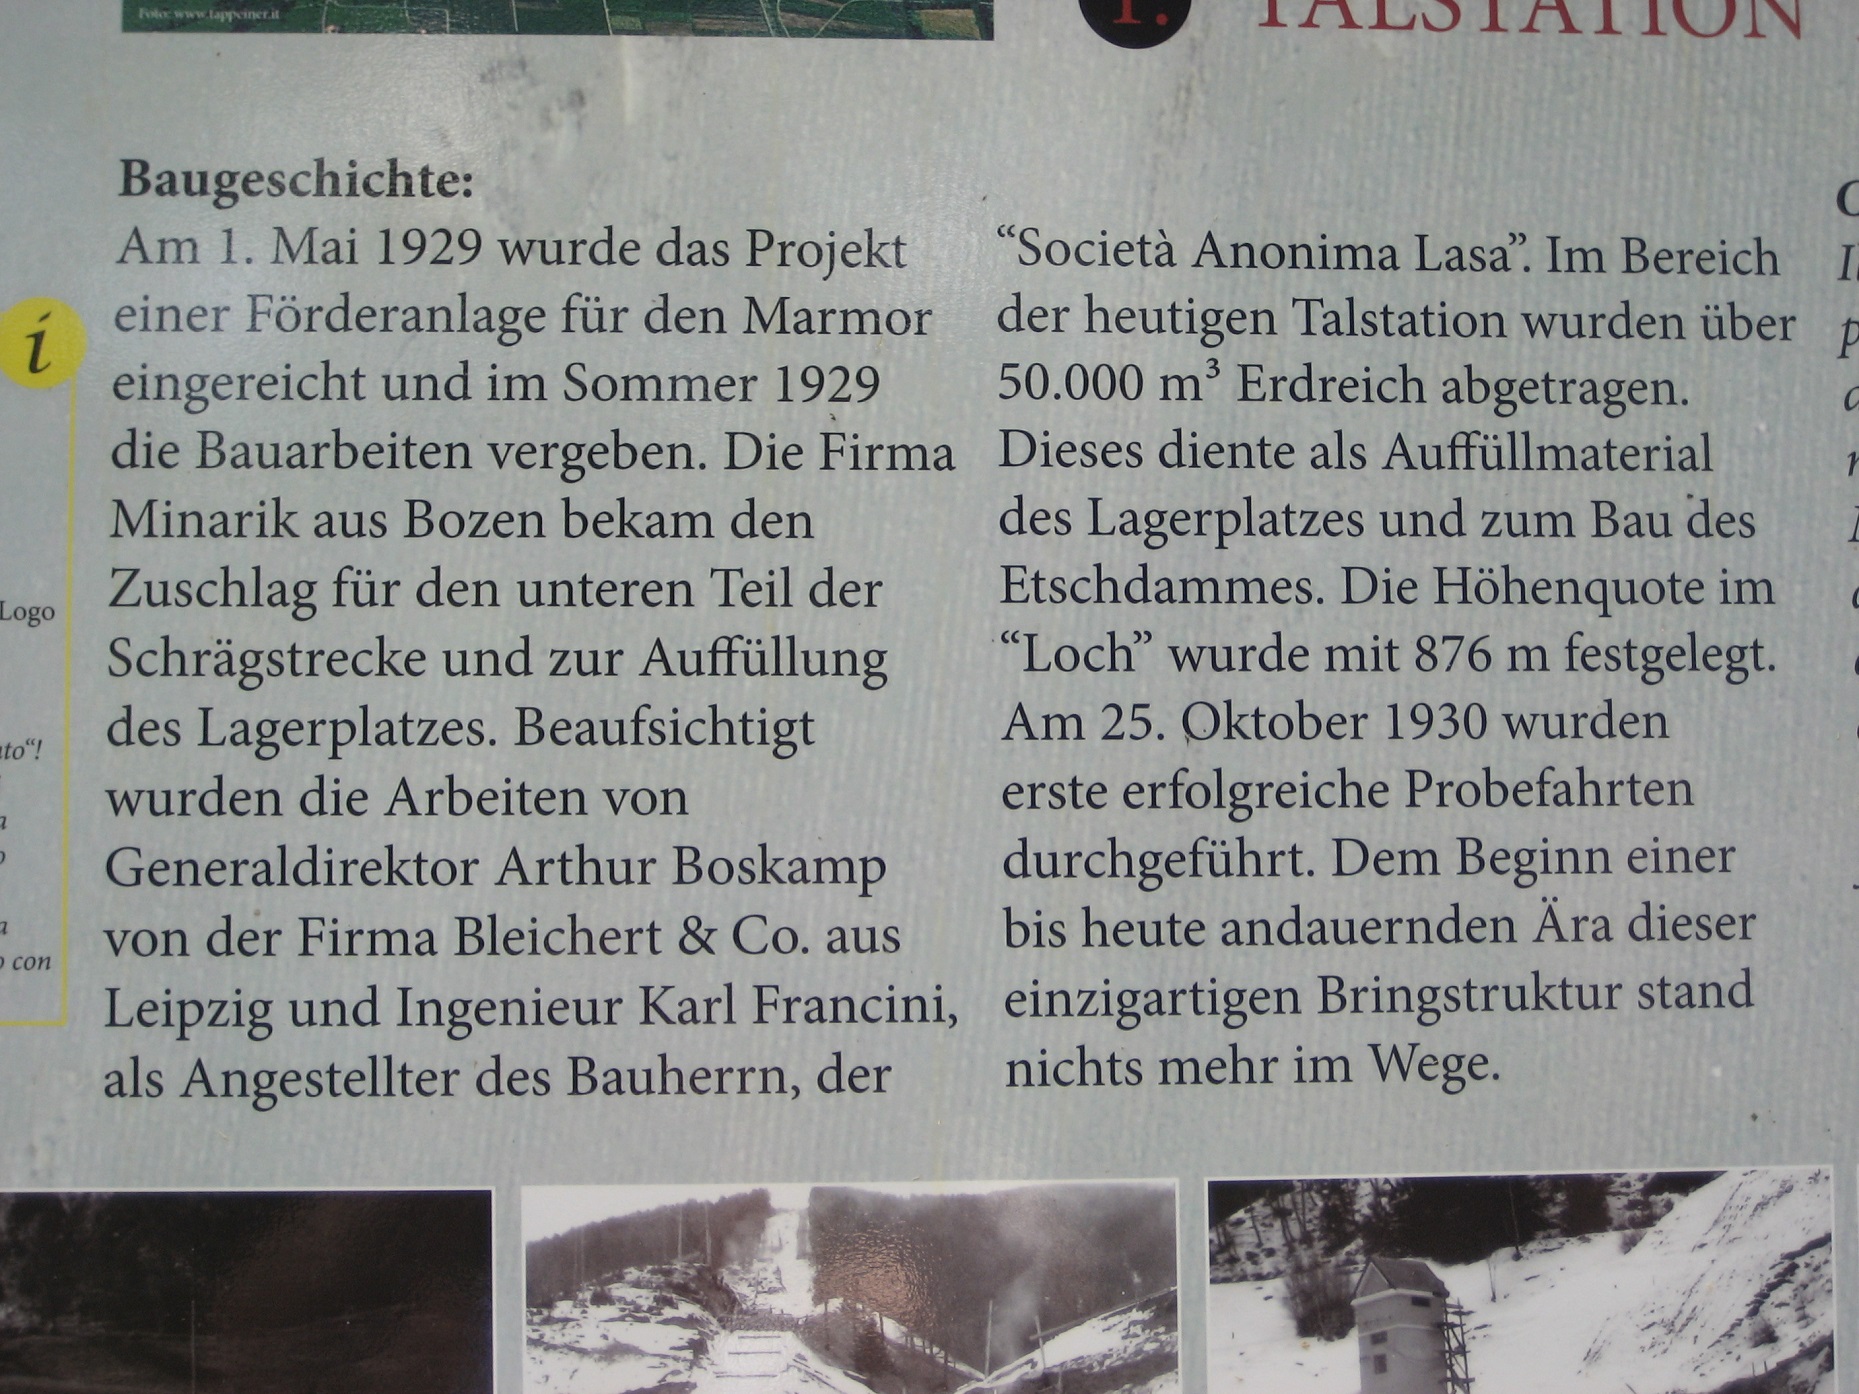 Foto: www.tappeiner.it
1. TALSTATION
Baugeschichte:
Am 1. Mai 1929 wurde das Projekt
einer Förderanlage für den Marmor
eingereicht und im Sommer 1929
die Bauarbeiten vergeben. Die Firma
Minarik aus Bozen bekam den
Zuschlag für den unteren Teil der
Schrägstrecke und zur Auffüllung
des Lagerplatzes. Beaufsichtigt
wurden die Arbeiten von
Generaldirektor Arthur Boskamp
von der Firma Bleichert & Co. aus
Leipzig und Ingenieur Karl Francini,
als Angestellter des Bauherrn, der
“Società Anonima Lasa”. Im Bereich
der heutigen Talstation wurden über
50.000 m³ Erdreich abgetragen.
Dieses diente als Auffüllmaterial
des Lagerplatzes und zum Bau des
Etschdammes. Die Höhenquote im
“Loch” wurde mit 876 m festgelegt.
Am 25. Oktober 1930 wurden
erste erfolgreiche Probefahrten
durchgeführt. Dem Beginn einer
bis heute andauernden Ära dieser
einzigartigen Bringstruktur stand
nichts mehr im Wege.
i
Logo
con